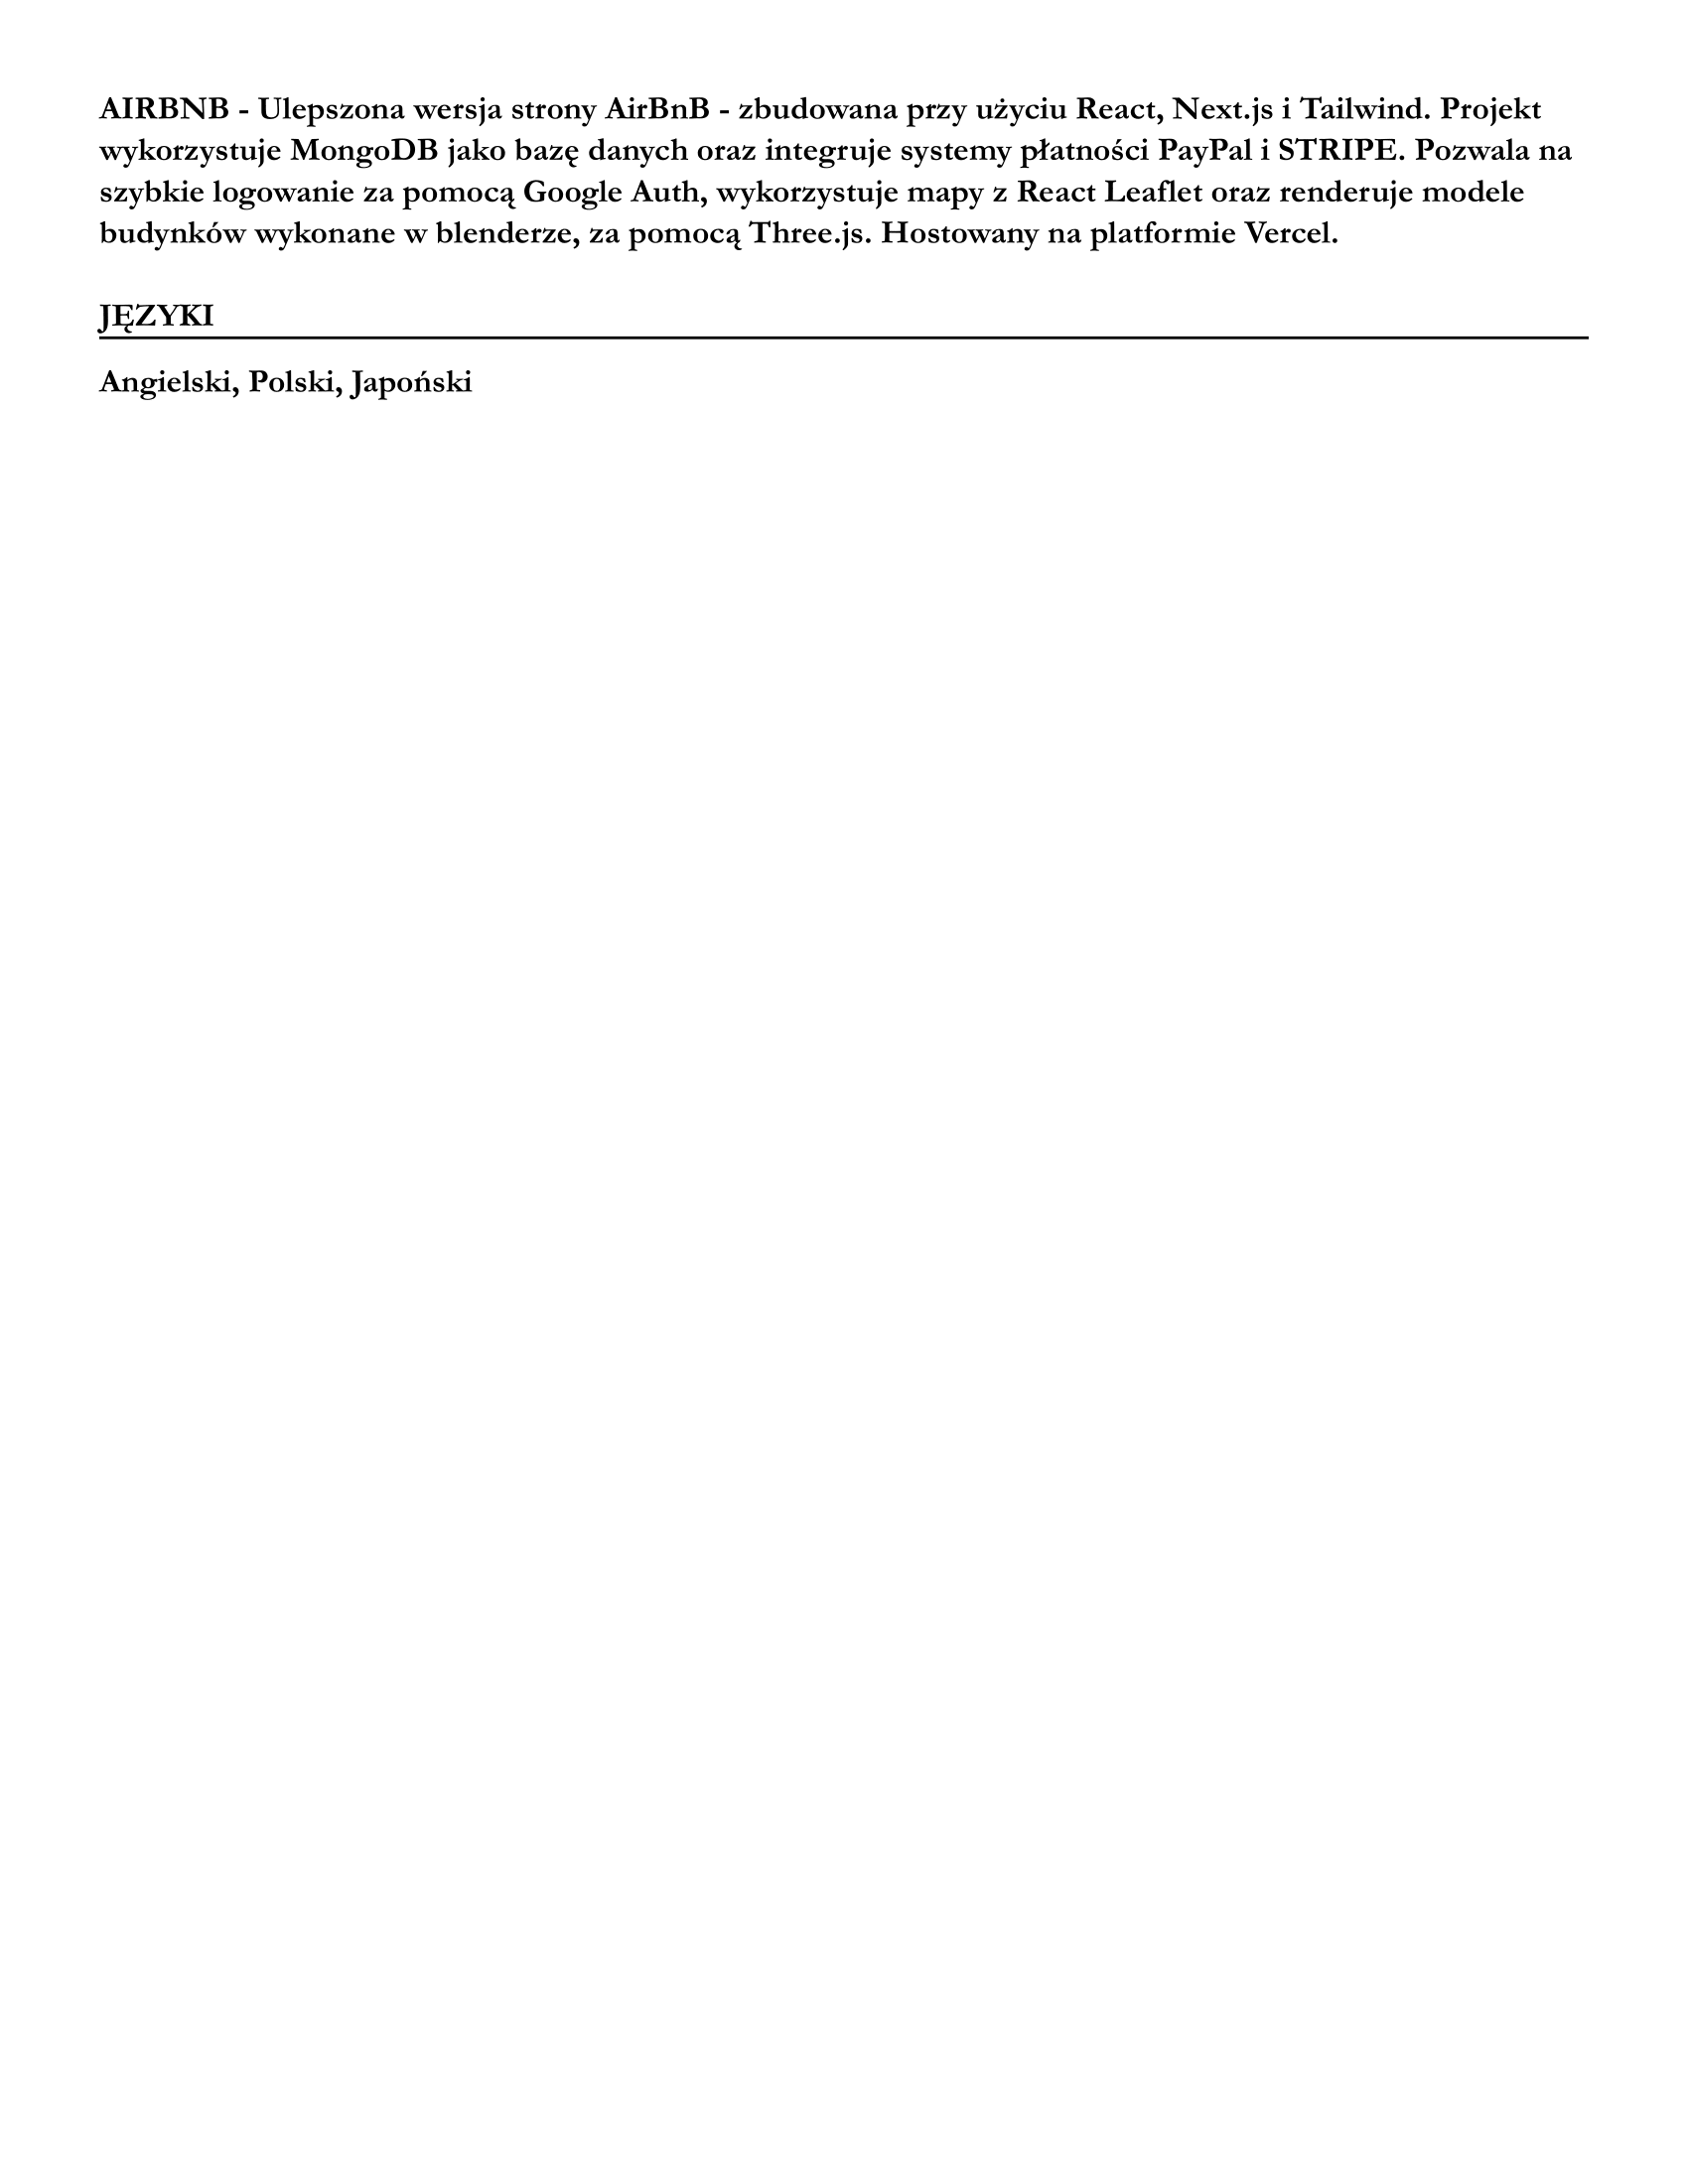 AIRBNB - Ulepszona wersja strony AirBnB - zbudowana przy użyciu React, Next.js i Tailwind. Projekt
wykorzystuje MongoDB jako bazę danych oraz integruje systemy płatności PayPal i STRIPE. Pozwala na
szybkie logowanie za pomocą Google Auth, wykorzystuje mapy z React Leaflet oraz renderuje modele
budynków wykonane w blenderze, za pomocą Three.js. Hostowany na platformie Vercel.
JĘZYKI
Angielski, Polski, Japoński